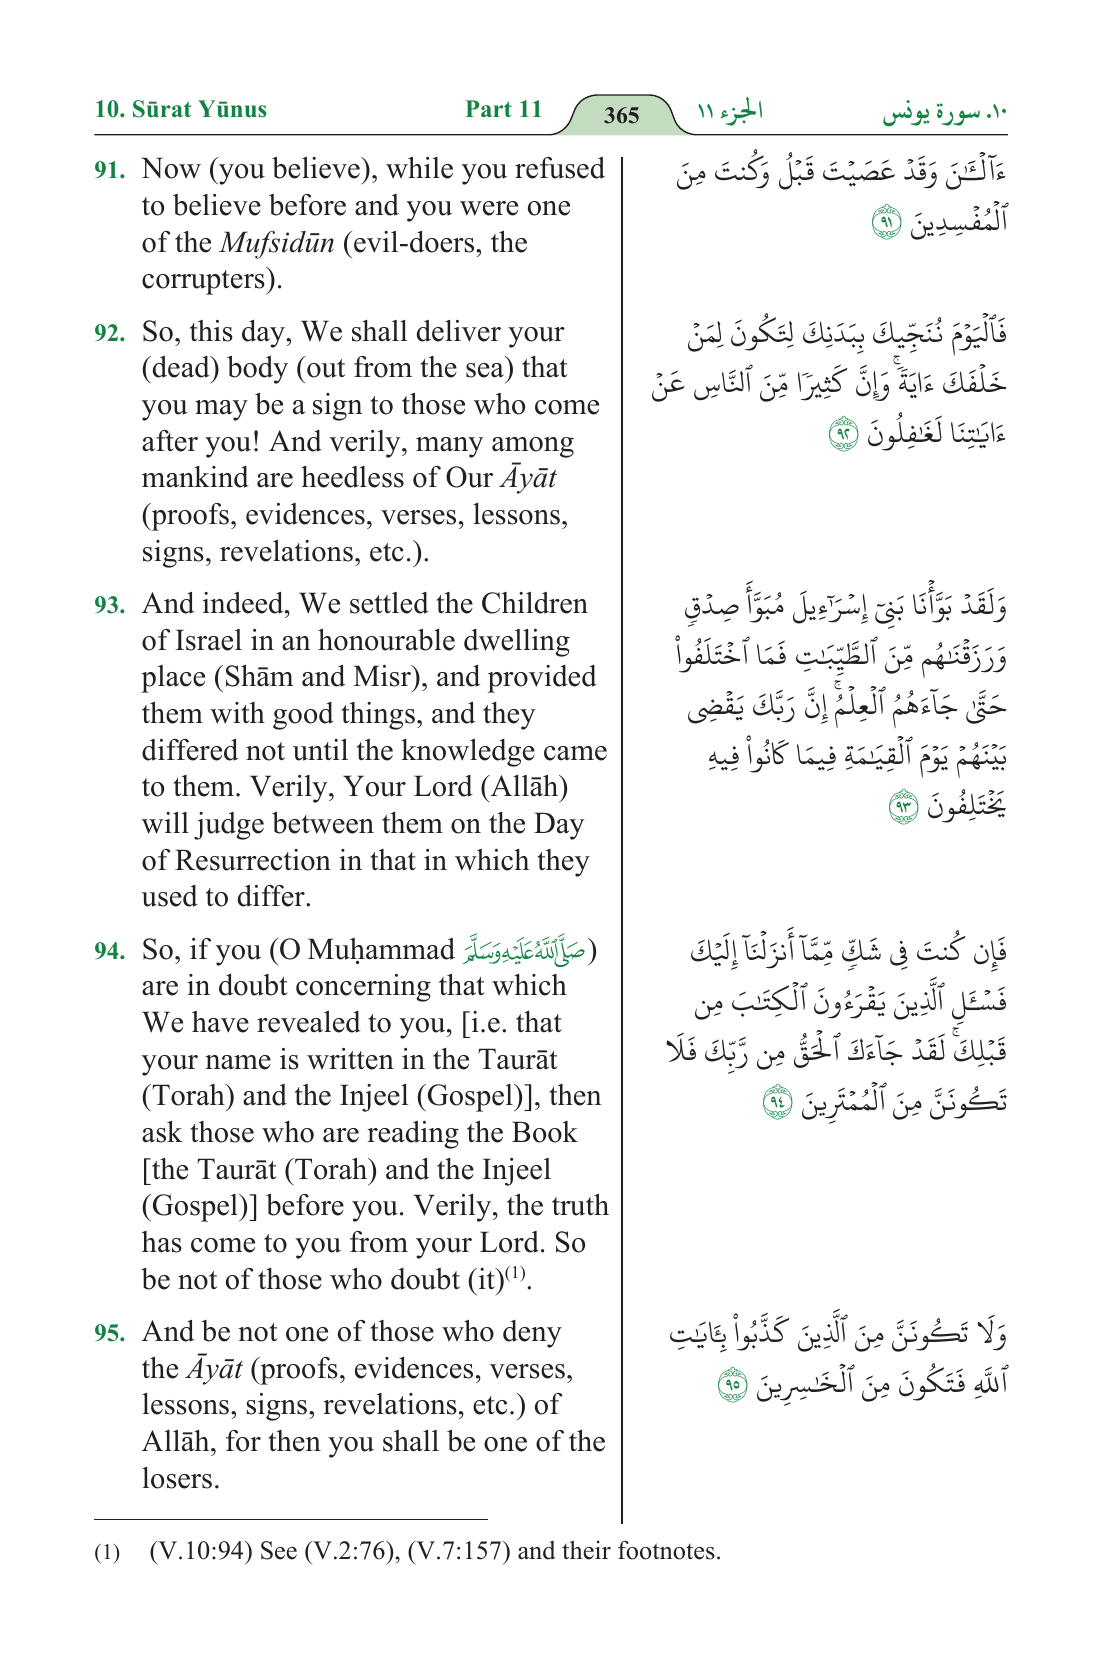 10. Sūrat Yūnus Part 11 365 الجزء ١١ ١٠. سورة يونس
91. Now (you believe), while you refused
to believe before and you were one
of the Mufsidūn (evil-doers, the
corrupters).
ءَآلْـَٰٔنَ وَقَدْ عَصَيْتَ قَبْلُ وَكُنتَ مِنَ
ٱلْمُفْسِدِينَ ٩١
92. So, this day, We shall deliver your
(dead) body (out from the sea) that
you may be a sign to those who come
after you! And verily, many among
mankind are heedless of Our Āyāt
(proofs, evidences, verses, lessons,
signs, revelations, etc.).
فَٱلْيَوْمَ نُنَجِّيكَ بِبَدَنِكَ لِتَكُونَ لِمَنْ
خَلْفَكَ ءَايَةً ۚ وَإِنَّ كَثِيرًا مِّنَ ٱلنَّاسِ عَنْ
ءَايَٰتِنَا لَغَٰفِلُونَ ٩٢
93. And indeed, We settled the Children
of Israel in an honourable dwelling
place (Shām and Misr), and provided
them with good things, and they
differed not until the knowledge came
to them. Verily, Your Lord (Allāh)
will judge between them on the Day
of Resurrection in that in which they
used to differ.
وَلَقَدْ بَوَّأْنَا بَنِىٓ إِسْرَٰٓءِيلَ مُبَوَّأَ صِدْقٍ
وَرَزَقْنَٰهُم مِّنَ ٱلطَّيِّبَٰتِ فَمَا ٱخْتَلَفُوا۟
حَتَّىٰ جَآءَهُمُ ٱلْعِلْمُ ۚ إِنَّ رَبَّكَ يَقْضِى
بَيْنَهُمْ يَوْمَ ٱلْقِيَٰمَةِ فِيمَا كَانُوا۟ فِيهِ
يَخْتَلِفُونَ ٩٣
94. So, if you (O Muḥammad صَلَّى ٱللَّهُ عَلَيْهِ وَسَلَّمَ)
are in doubt concerning that which
We have revealed to you, [i.e. that
your name is written in the Taurāt
(Torah) and the Injeel (Gospel)], then
ask those who are reading the Book
[the Taurāt (Torah) and the Injeel
(Gospel)] before you. Verily, the truth
has come to you from your Lord. So
be not of those who doubt (it)(1).
فَإِن كُنتَ فِى شَكٍّ مِّمَّآ أَنزَلْنَآ إِلَيْكَ
فَسْـَٔلِ ٱلَّذِينَ يَقْرَءُونَ ٱلْكِتَٰبَ مِن
قَبْلِكَ ۚ لَقَدْ جَآءَكَ ٱلْحَقُّ مِن رَّبِّكَ فَلَا
تَكُونَنَّ مِنَ ٱلْمُمْتَرِينَ ٩٤
95. And be not one of those who deny
the Āyāt (proofs, evidences, verses,
lessons, signs, revelations, etc.) of
Allāh, for then you shall be one of the
losers.
وَلَا تَكُونَنَّ مِنَ ٱلَّذِينَ كَذَّبُوا۟ بِـَٔايَٰتِ
ٱللَّهِ فَتَكُونَ مِنَ ٱلْخَٰسِرِينَ ٩٥
(1) (V.10:94) See (V.2:76), (V.7:157) and their footnotes.